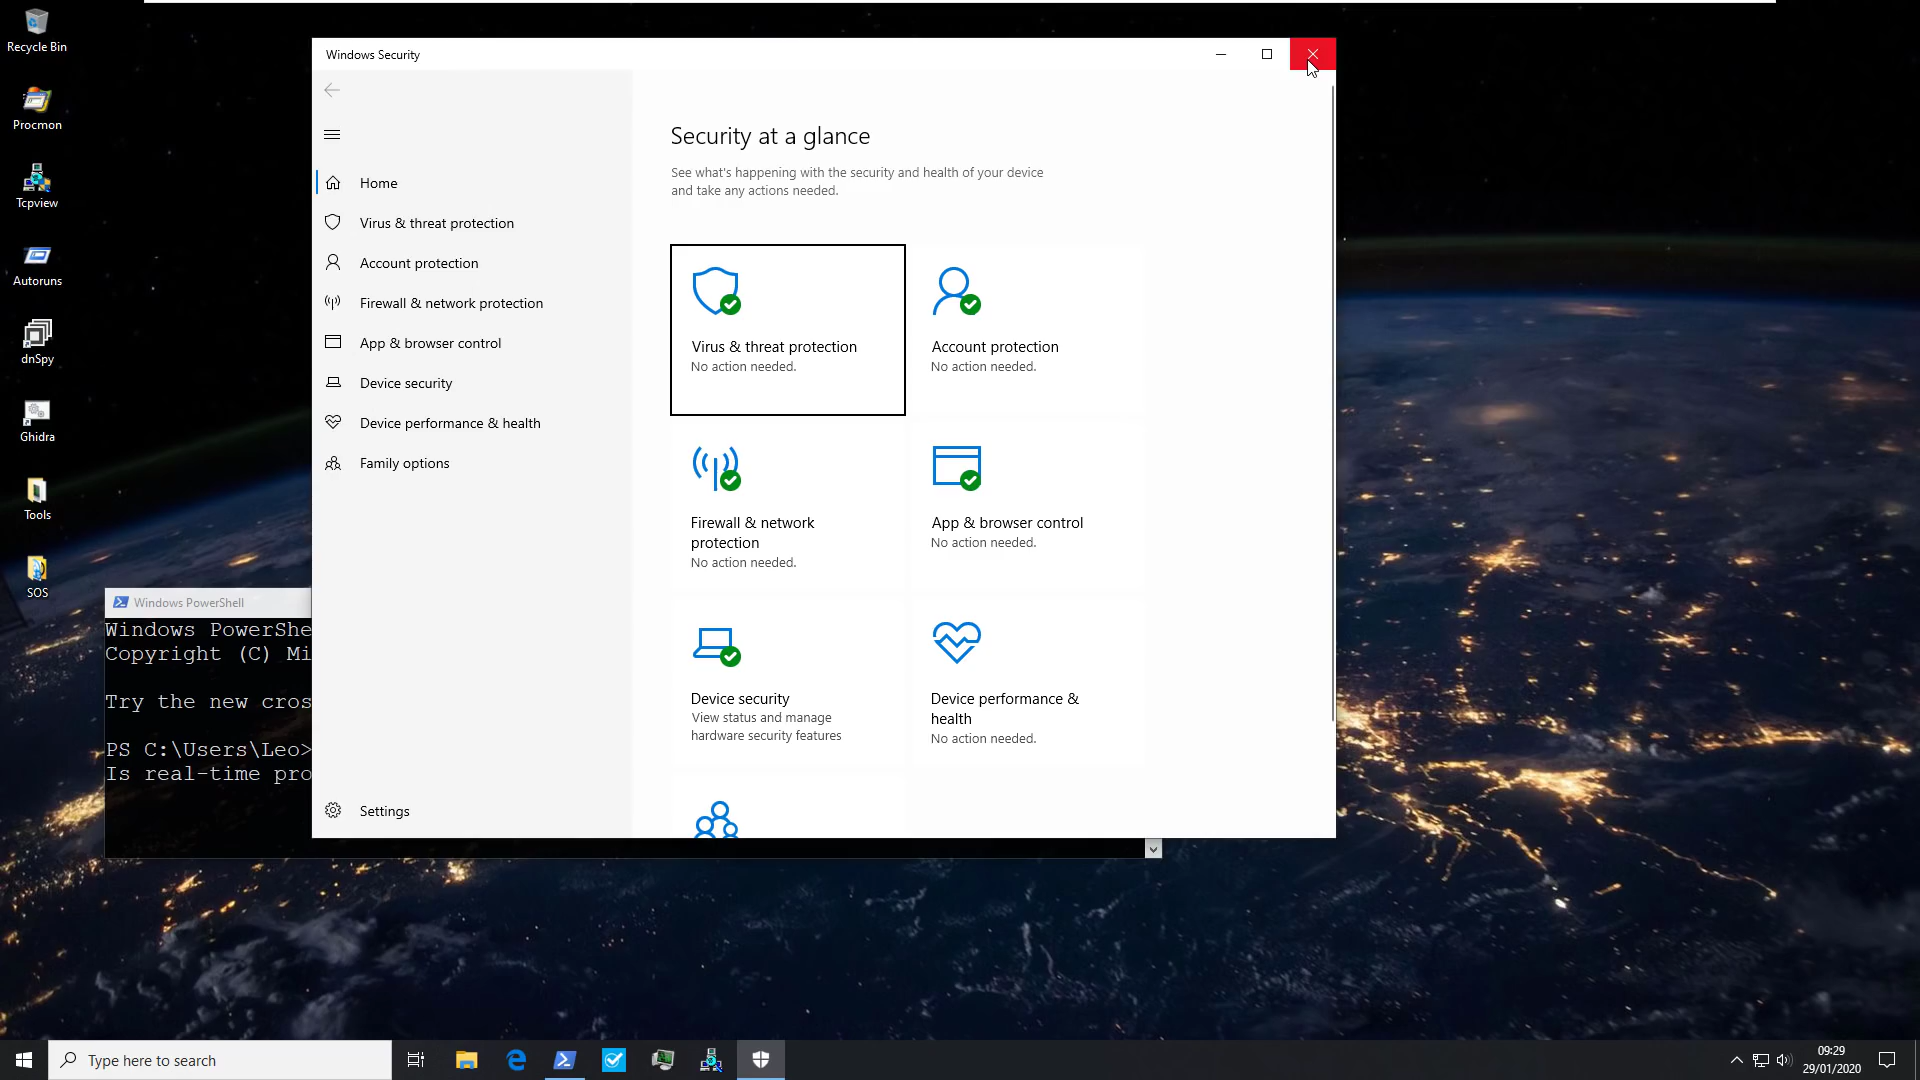 Recycle Bin
Procmon
Tcpview
Autoruns
dnSpy
Ghidra
Tools
SOS
Windows PowerShell
Windows PowerShe
Copyright (C) Mi
Try the new cros
PS C:\Users\Leo>
Is real-time pro
Windows Security
Home
Virus & threat protection
Account protection
Firewall & network protection
App & browser control
Device security
Device performance & health
Family options
Settings
Security at a glance
See what's happening with the security and health of your device
and take any actions needed.
Virus & threat protection
No action needed.
Account protection
No action needed.
Firewall & network
protection
No action needed.
App & browser control
No action needed.
Device security
View status and manage
hardware security features
Device performance &
health
No action needed.
Type here to search
09:29
29/01/2020